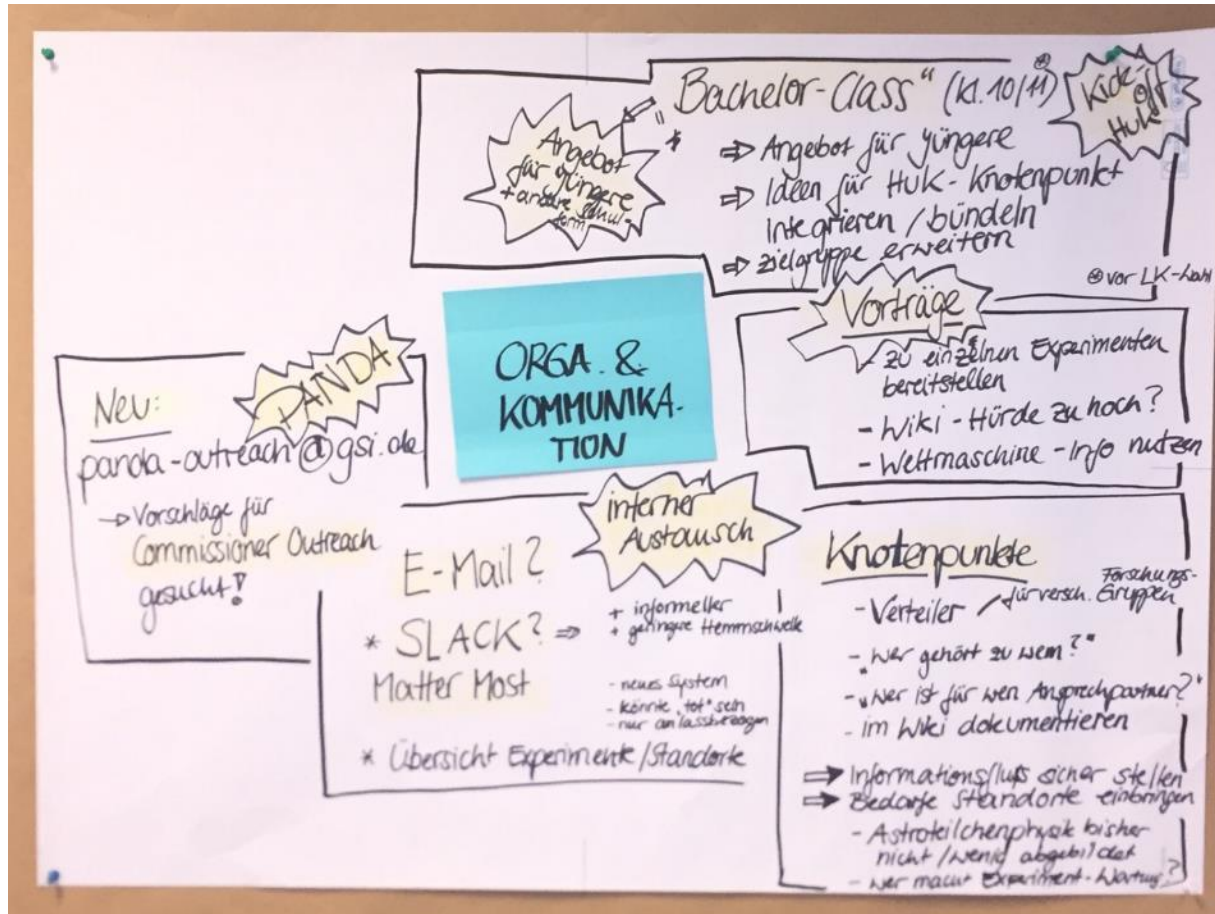 „Bachelor-Class" (Kl. 10/11)*
Kick-
off
HuK
Angebot
für Jüngere
+ andere Schul-
form
⇒ Angebot für Jüngere
⇒ Ideen für HuK-Knotenpunkt
integrieren / bündeln
⇒ Zielgruppe erweitern
* vor LK-Wahl
ORGA. &
KOMMUNIKA-
TION
Vorträge
- zu einzelnen Experimenten
bereitstellen
- Wiki-Hürde zu hoch?
- Weltmaschine-Info nutzen
PANDA
Neu:
panda-outreach@gsi.de
→ Vorschläge für
Commissioner Outreach
gesucht!
interner
Austausch
E-Mail?
* SLACK? ⇒
Matter Most
+ informeller
+ geringere Hemmschwelle
- neues System
- könnte „tot" sein
- nur anlassbezogen
* Übersicht Experimente/Standorte
Knotenpunkte
- Verteiler / für versch. Forschungs-
Gruppen
- „Wer gehört zu wem?"
- „Wer ist für wen Ansprechpartner?"
- im Wiki dokumentieren
⇒ Informationsfluß sicher stellen
⇒ Bedarfe Standorte einbringen
- Astroteilchenphysik bisher
nicht/wenig abgebildet
- Wer macht Experiment-Wartung?